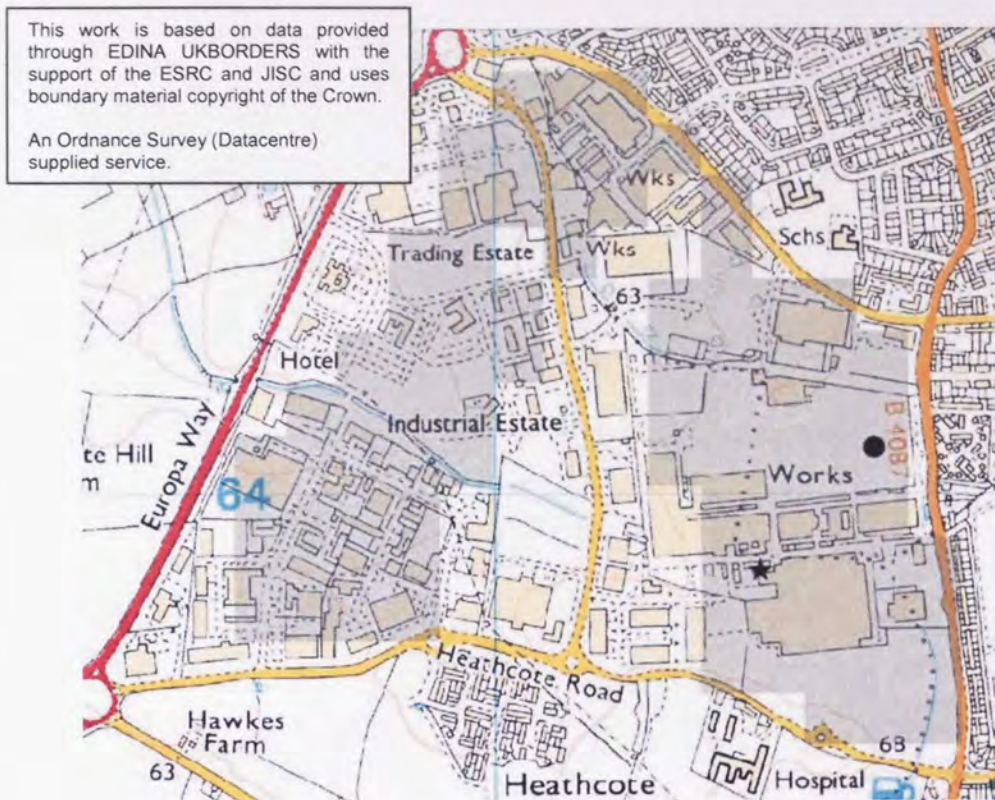 This work is based on data provided
through EDINA UKBORDERS with the
support of the ESRC and JISC and uses
boundary material copyright of the Crown.
An Ordnance Survey (Datacentre)
supplied service.
Wks
Schs
Trading Estate
Wks
63
Hotel
Industrial Estate
Europa Way
te Hill
m
64
Works
B 408
Heathcote Road
Hawkes
Farm
63
Heathcote
Hospital
68